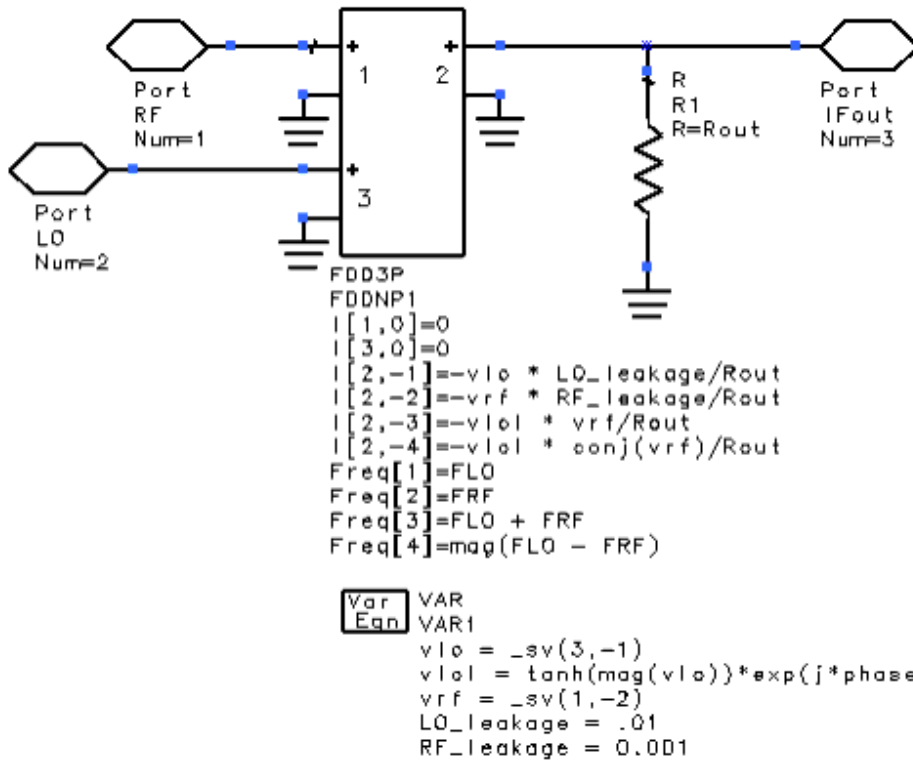 1
2
3
Port
RF
Num=1
Port
LO
Num=2
R
R1
R=Rout
Port
IFout
Num=3
FDD3P
FDDNP1
I[1,0]=0
I[3,0]=0
I[2,-1]=-vlo * LO_leakage/Rout
I[2,-2]=-vrf * RF_leakage/Rout
I[2,-3]=-vlol * vrf/Rout
I[2,-4]=-vlol * conj(vrf)/Rout
Freq[1]=FLO
Freq[2]=FRF
Freq[3]=FLO + FRF
Freq[4]=mag(FLO - FRF)
Var
Eqn
VAR
VAR1
vlo = _sv(3,-1)
vlol = tanh(mag(vlo))*exp(j*phase
vrf = _sv(1,-2)
LO_leakage = .01
RF_leakage = 0.001